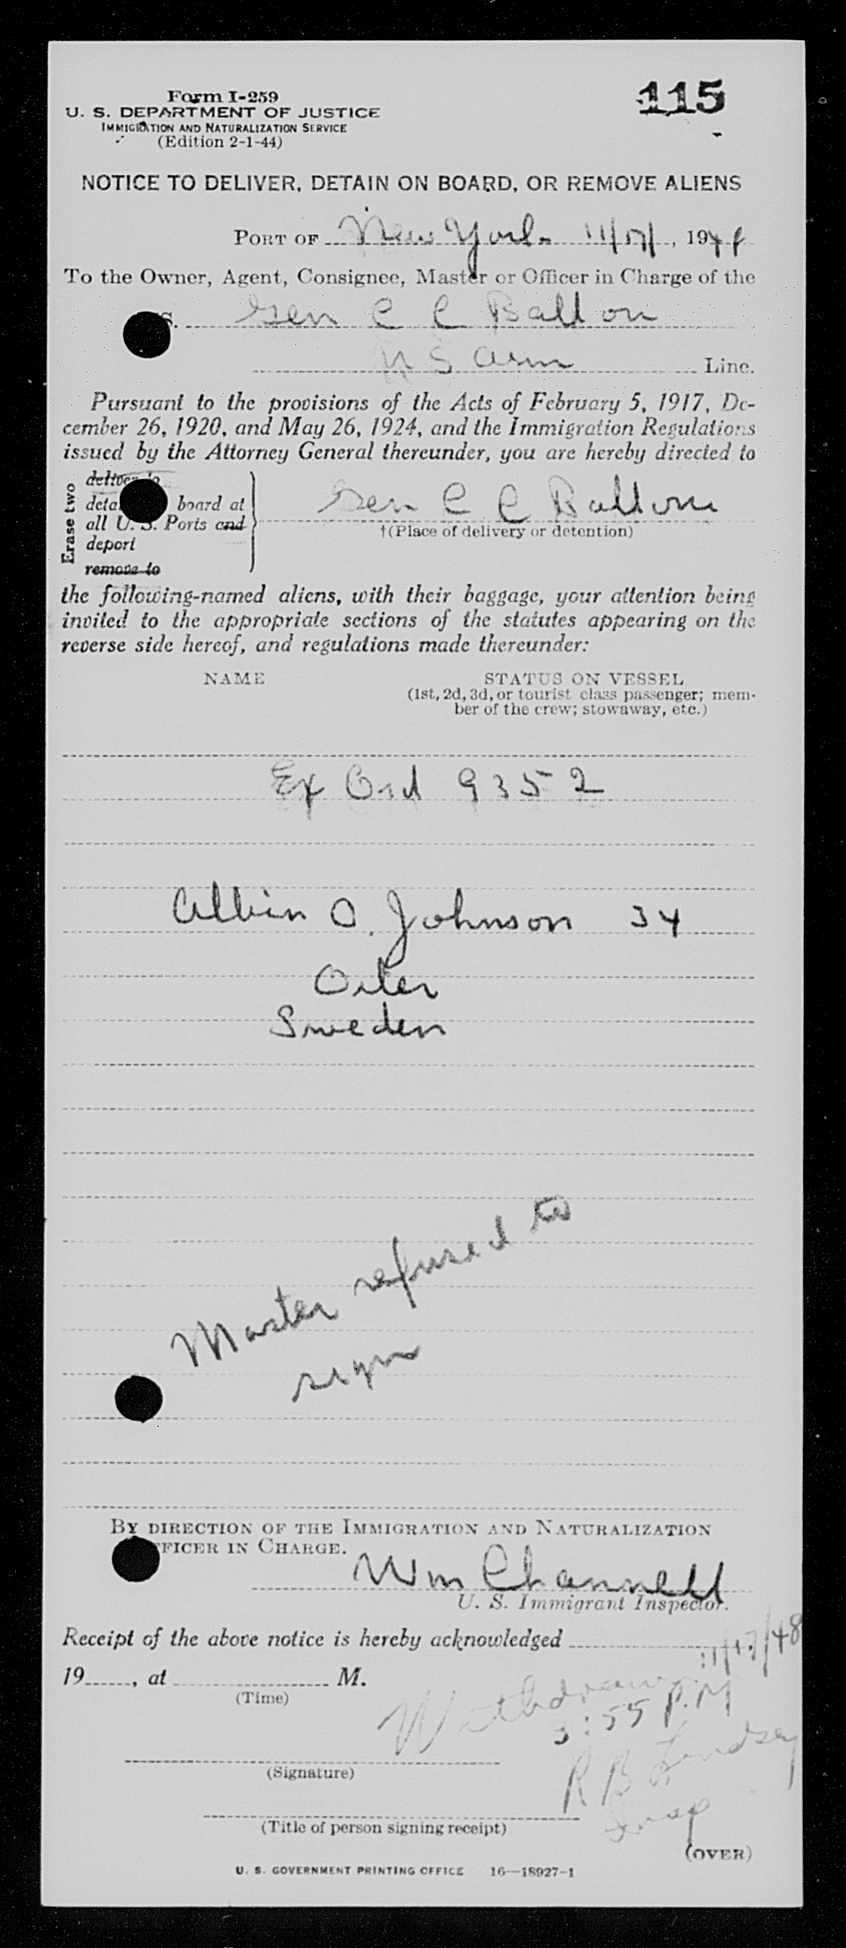 115
Form I-259
U. S. DEPARTMENT OF JUSTICE
IMMIGRATION AND NATURALIZATION SERVICE
(Edition 2-1-44)
NOTICE TO DELIVER, DETAIN ON BOARD, OR REMOVE ALIENS
PORT OF New York 11/17/, 1948
To the Owner, Agent, Consignee, Master or Officer in Charge of the
S. Gen C C Ballou
U S Arm Line.
Pursuant to the provisions of the Acts of February 5, 1917, De-
cember 26, 1920, and May 26, 1924, and the Immigration Regulations
issued by the Attorney General thereunder, you are hereby directed to
Erase two
deliver to
board at
all U. S. Ports and
deport
remove to
Gen C C Ballou
†(Place of delivery or detention)
the following-named aliens, with their baggage, your attention being
invited to the appropriate sections of the statutes appearing on the
reverse side hereof, and regulations made thereunder:
NAME STATUS ON VESSEL
(1st, 2d, 3d, or tourist class passenger; mem-
ber of the crew; stowaway, etc.)
Ex Ord 9352
Albin O. Johnson 34
Oiler
Sweden
Master refused to
sign
BY DIRECTION OF THE IMMIGRATION AND NATURALIZATION
OFFICER IN CHARGE.
Wm Channell
U. S. Immigrant Inspector.
Receipt of the above notice is hereby acknowledged
11/17/48
19, at M.
(Time)
Withdrawn
3:55 P.M
R B Lindsey
Insp
(Signature)
(Title of person signing receipt)
(OVER)
U. S. GOVERNMENT PRINTING OFFICE 16—18927-1